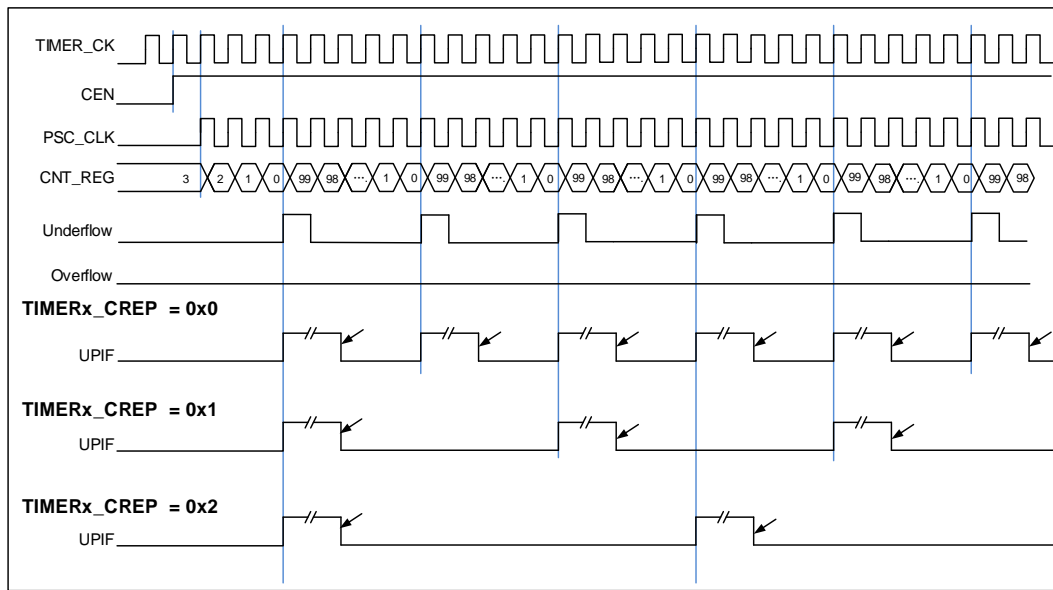 TIMER_CK
CEN
PSC_CLK
CNT_REG 3 2 1 0 99 98 .... 1 0 99 98 .... 1 0 99 98 .... 1 0 99 98 .... 1 0 99 98 .... 1 0 99 98
Underflow
Overflow
TIMERx_CREP = 0x0
UPIF
TIMERx_CREP = 0x1
UPIF
TIMERx_CREP = 0x2
UPIF